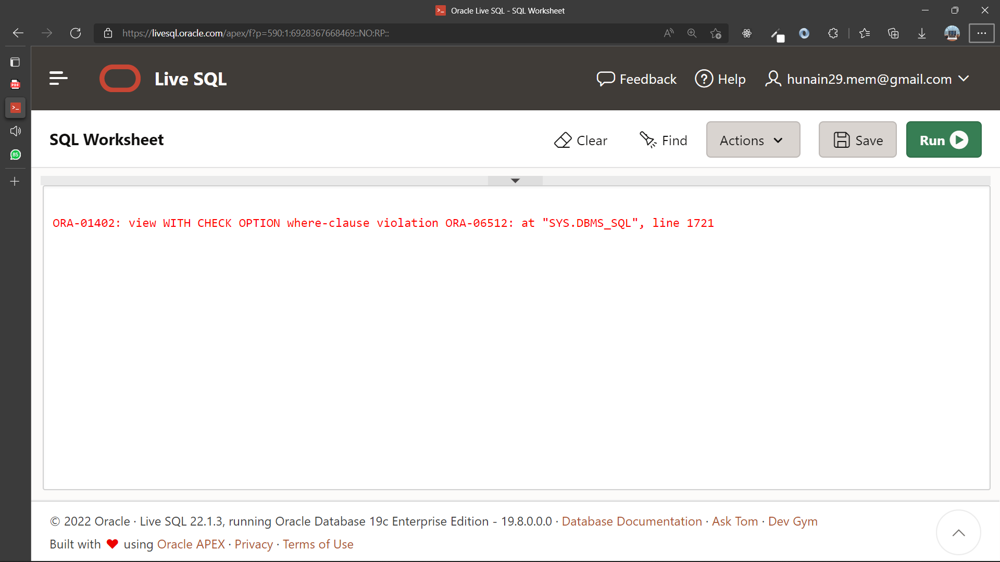 Oracle Live SQL - SQL Worksheet
https://livesql.oracle.com/apex/f?p=590:1:6928367668469::NO:RP::
PDF
Live SQL
Feedback
Help
hunain29.mem@gmail.com
85
SQL Worksheet
Clear
Find
Actions
Save
Run
ORA-01402: view WITH CHECK OPTION where-clause violation ORA-06512: at "SYS.DBMS_SQL", line 1721
© 2022 Oracle · Live SQL 22.1.3, running Oracle Database 19c Enterprise Edition - 19.8.0.0.0 · Database Documentation · Ask Tom · Dev Gym
Built with ❤ using Oracle APEX · Privacy · Terms of Use